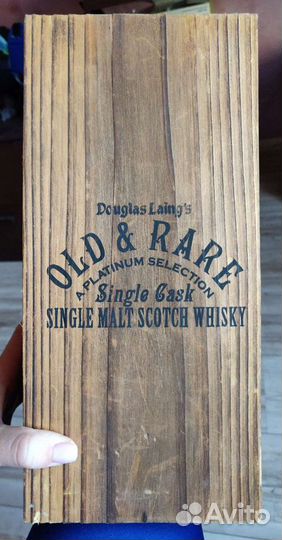 Douglas Laing's
OLD & RARE
A PLATINUM SELECTION
Single Cask
SINGLE MALT SCOTCH WHISKY
Avito